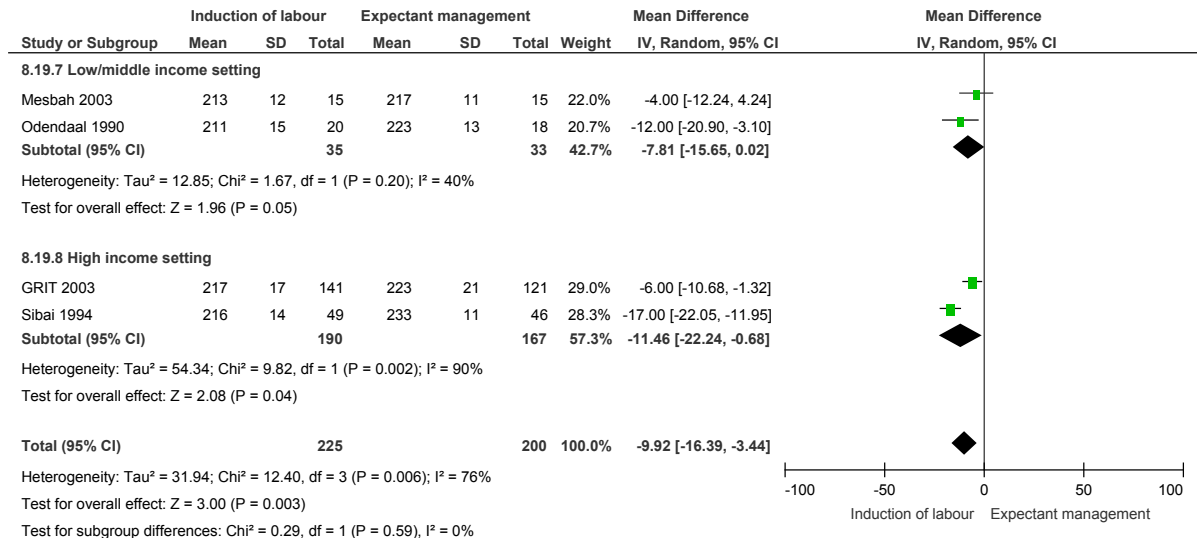 Induction of labour Expectant management Mean Difference Mean Difference
Study or Subgroup Mean SD Total Mean SD Total Weight IV, Random, 95% CI IV, Random, 95% CI
8.19.7 Low/middle income setting
Mesbah 2003 213 12 15 217 11 15 22.0% -4.00 [-12.24, 4.24]
Odendaal 1990 211 15 20 223 13 18 20.7% -12.00 [-20.90, -3.10]
Subtotal (95% CI) 35 33 42.7% -7.81 [-15.65, 0.02]
Heterogeneity: Tau² = 12.85; Chi² = 1.67, df = 1 (P = 0.20); I² = 40%
Test for overall effect: Z = 1.96 (P = 0.05)
8.19.8 High income setting
GRIT 2003 217 17 141 223 21 121 29.0% -6.00 [-10.68, -1.32]
Sibai 1994 216 14 49 233 11 46 28.3% -17.00 [-22.05, -11.95]
Subtotal (95% CI) 190 167 57.3% -11.46 [-22.24, -0.68]
Heterogeneity: Tau² = 54.34; Chi² = 9.82, df = 1 (P = 0.002); I² = 90%
Test for overall effect: Z = 2.08 (P = 0.04)
Total (95% CI) 225 200 100.0% -9.92 [-16.39, -3.44]
Heterogeneity: Tau² = 31.94; Chi² = 12.40, df = 3 (P = 0.006); I² = 76%
Test for overall effect: Z = 3.00 (P = 0.003)
Test for subgroup differences: Chi² = 0.29, df = 1 (P = 0.59), I² = 0%
-100 -50 0 50 100
Induction of labour Expectant management